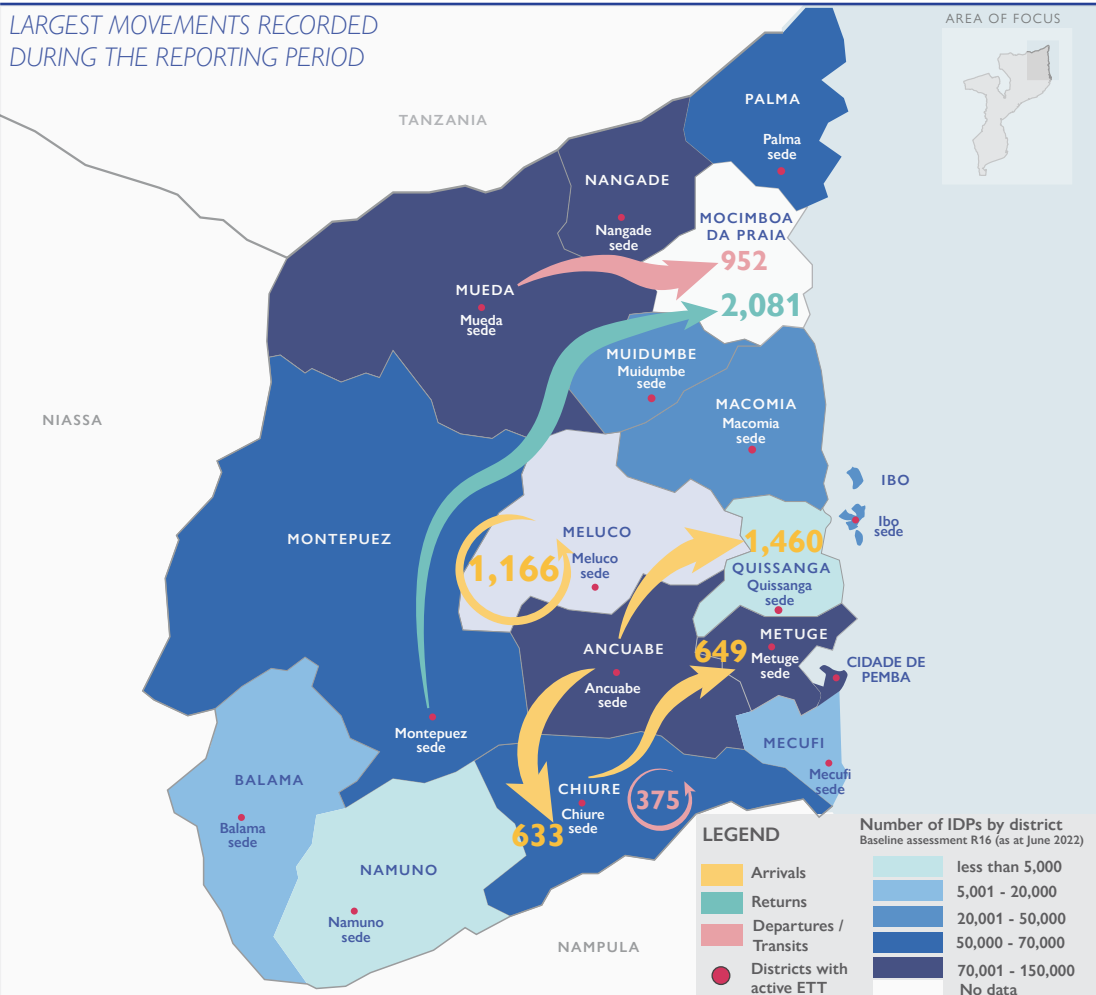 LARGEST MOVEMENTS RECORDED
DURING THE REPORTING PERIOD
AREA OF FOCUS
TANZANIA
PALMA
Palma
sede
NANGADE
Nangade
sede
MOCIMBOA
DA PRAIA
952
2,081
MUEDA
Mueda
sede
MUIDUMBE
Muidumbe
sede
MACOMIA
Macomia
sede
NIASSA
IBO
Ibo
sede
MONTEPUEZ
MELUCO
Meluco
sede
1,166
1,460
QUISSANGA
Quissanga
sede
ANCUABE
Ancuabe
sede
649
METUGE
Metuge
sede
CIDADE DE
PEMBA
Montepuez
sede
MECUFI
Mecufi
sede
BALAMA
Balama
sede
CHIURE
Chiure
sede
375
633
NAMUNO
Namuno
sede
NAMPULA
LEGEND
Arrivals
Returns
Departures /
Transits
Districts with
active ETT
Number of IDPs by district
Baseline assessment R16 (as at June 2022)
less than 5,000
5,001 - 20,000
20,001 - 50,000
50,000 - 70,000
70,001 - 150,000
No data